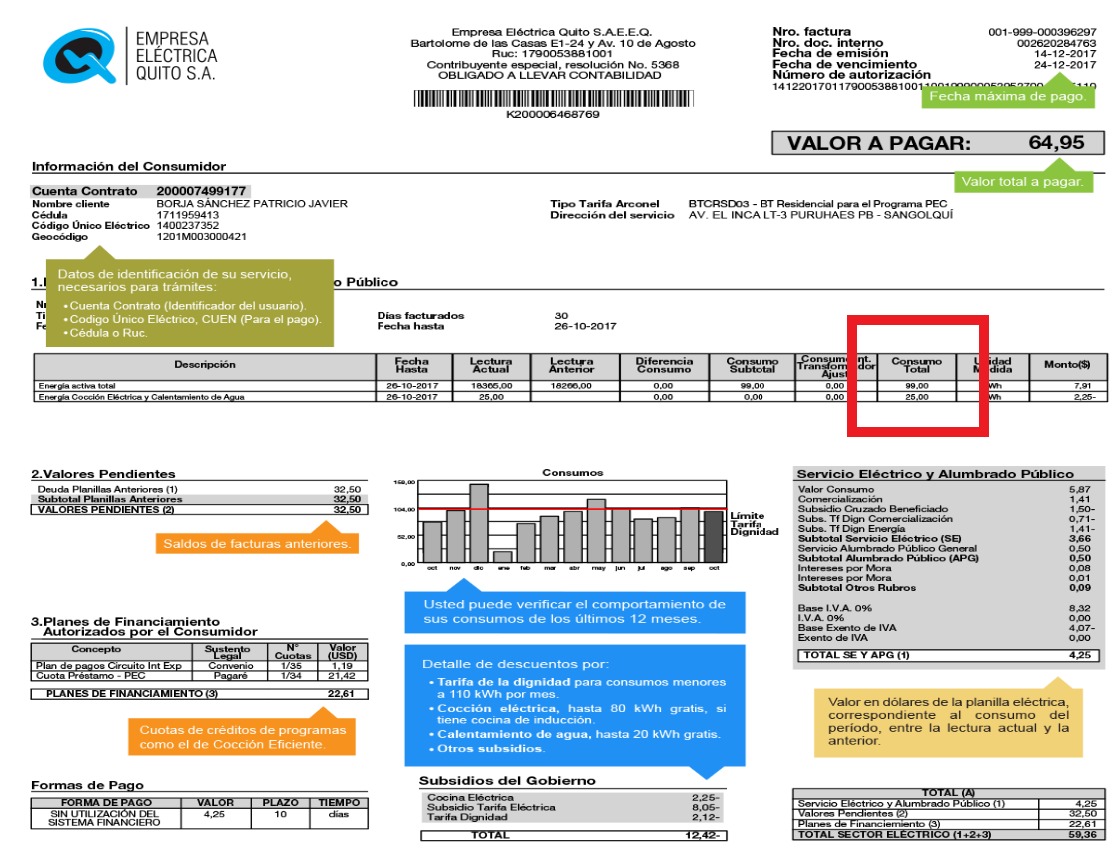 EMPRESA
ELÉCTRICA
QUITO S.A.
Empresa Eléctrica Quito S.A.E.E.Q.
Bartolome de las Casas E1-24 y Av. 10 de Agosto
Ruc: 1790053881001
Contribuyente especial, resolución No. 5368
OBLIGADO A LLEVAR CONTABILIDAD
K200006468769
Nro. factura 001-999-000396297
Nro. doc. interno 002620284763
Fecha de emisión 14-12-2017
Fecha de vencimiento 24-12-2017
Número de autorización
Fecha máxima de pago.
VALOR A PAGAR: 64,95
Valor total a pagar.
Información del Consumidor
Cuenta Contrato 200007499177
Nombre cliente BORJA SÁNCHEZ PATRICIO JAVIER
Cédula 1711959413
Código Único Eléctrico 1400237352
Geocódigo 1201M003000421
Tipo Tarifa Arconel BTCRSD03 - BT Residencial para el Programa PEC
Dirección del servicio AV. EL INCA LT-3 PURUHAES PB - SANGOLQUÍ
Datos de identificación de su servicio,
necesarios para trámites:
• Cuenta Contrato (Identificador del usuario).
• Codigo Único Eléctrico, CUEN (Para el pago).
• Cédula o Ruc.
1. Público
Días facturados 30
Fecha hasta 26-10-2017
Descripción Fecha Hasta Lectura Actual Lectura Anterior Diferencia Consumo Consumo Subtotal Consumo Total Unidad Medida Monto($)
Energía activa total 26-10-2017 18365,00 18266,00 0,00 99,00 0,00 99,00 Wh 7,91
Energía Cocción Eléctrica y Calentamiento de Agua 26-10-2017 25,00 0,00 0,00 0,00 25,00 Wh 2,25-
2.Valores Pendientes
Deuda Planillas Anteriores (1) 32,50
Subtotal Planillas Anteriores 32,50
VALORES PENDIENTES (2) 32,50
Saldos de facturas anteriores.
3.Planes de Financiamiento
Autorizados por el Consumidor
Concepto Sustento Legal N° Cuotas Valor (USD)
Plan de pagos Circuito Int Exp Convenio 1/35 1,19
Cuota Préstamo - PEC Pagaré 1/34 21,42
PLANES DE FINANCIAMIENTO (3) 22,61
Cuotas de créditos de programas
como el de Cocción Eficiente.
Formas de Pago
FORMA DE PAGO VALOR PLAZO TIEMPO
SIN UTILIZACIÓN DEL SISTEMA FINANCIERO 4,25 10 días
Consumos
104,00
52,00
0,00
oct nov dic ene feb mar abr may jun jul ago sep oct
Límite
Tarifa
Dignidad
Usted puede verificar el comportamiento de
sus consumos de los últimos 12 meses.
Detalle de descuentos por:
• Tarifa de la dignidad para consumos menores
a 110 kWh por mes.
• Cocción eléctrica, hasta 80 kWh gratis, si
tiene cocina de inducción.
• Calentamiento de agua, hasta 20 kWh gratis.
• Otros subsidios.
Subsidios del Gobierno
Cocina Eléctrica 2,25-
Subsidio Tarifa Eléctrica 8,05-
Tarifa Dignidad 2,12-
TOTAL 12,42-
Servicio Eléctrico y Alumbrado Público
Valor Consumo 5,87
Comercialización 1,41
Subsidio Cruzado Beneficiado 1,50-
Subs. Tf Dign Comercialización 0,71-
Subs. Tf Dign Energía 1,41-
Subtotal Servicio Eléctrico (SE) 3,66
Servicio Alumbrado Público General 0,50
Subtotal Alumbrado Público (APG) 0,50
Intereses por Mora 0,08
Intereses por Mora 0,01
Subtotal Otros Rubros 0,09
Base I.V.A. 0% 8,32
I.V.A. 0% 0,00
Base Exento de IVA 4,07-
Exento de IVA 0,00
TOTAL SE Y APG (1) 4,25
Valor en dólares de la planilla eléctrica,
correspondiente al consumo del
período, entre la lectura actual y la
anterior.
TOTAL (A)
Servicio Eléctrico y Alumbrado Público (1) 4,25
Valores Pendientes (2) 32,50
Planes de Financiemiento (3) 22,61
TOTAL SECTOR ELÉCTRICO (1+2+3) 59,36